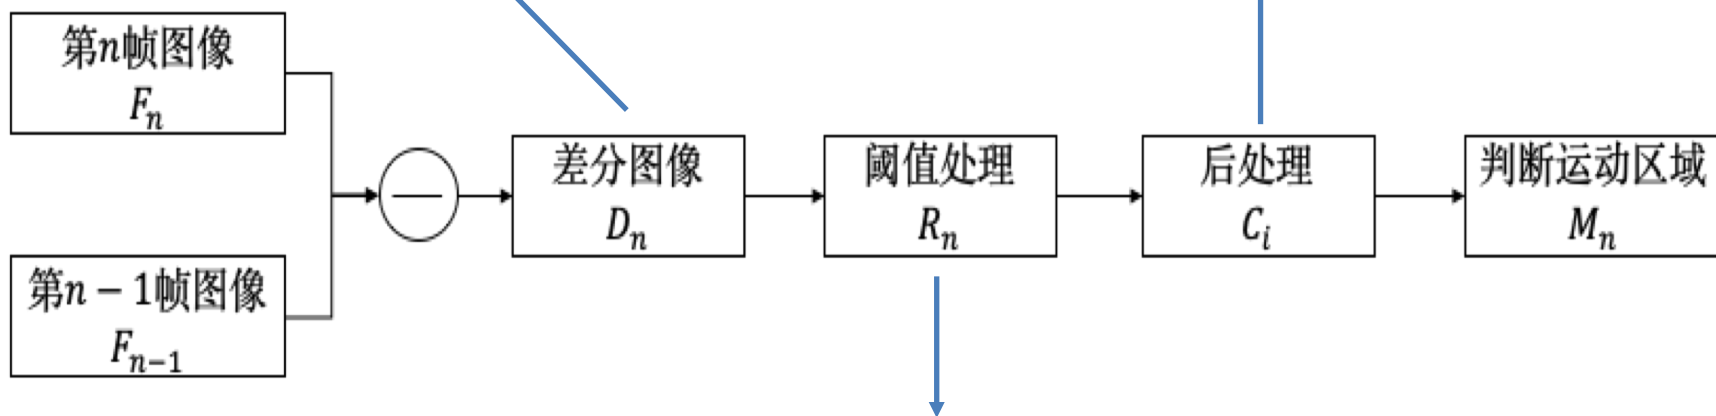 第n帧图像
Fn
第n − 1帧图像
Fn−1
—
差分图像
Dn
阈值处理
Rn
后处理
Ci
判断运动区域
Mn